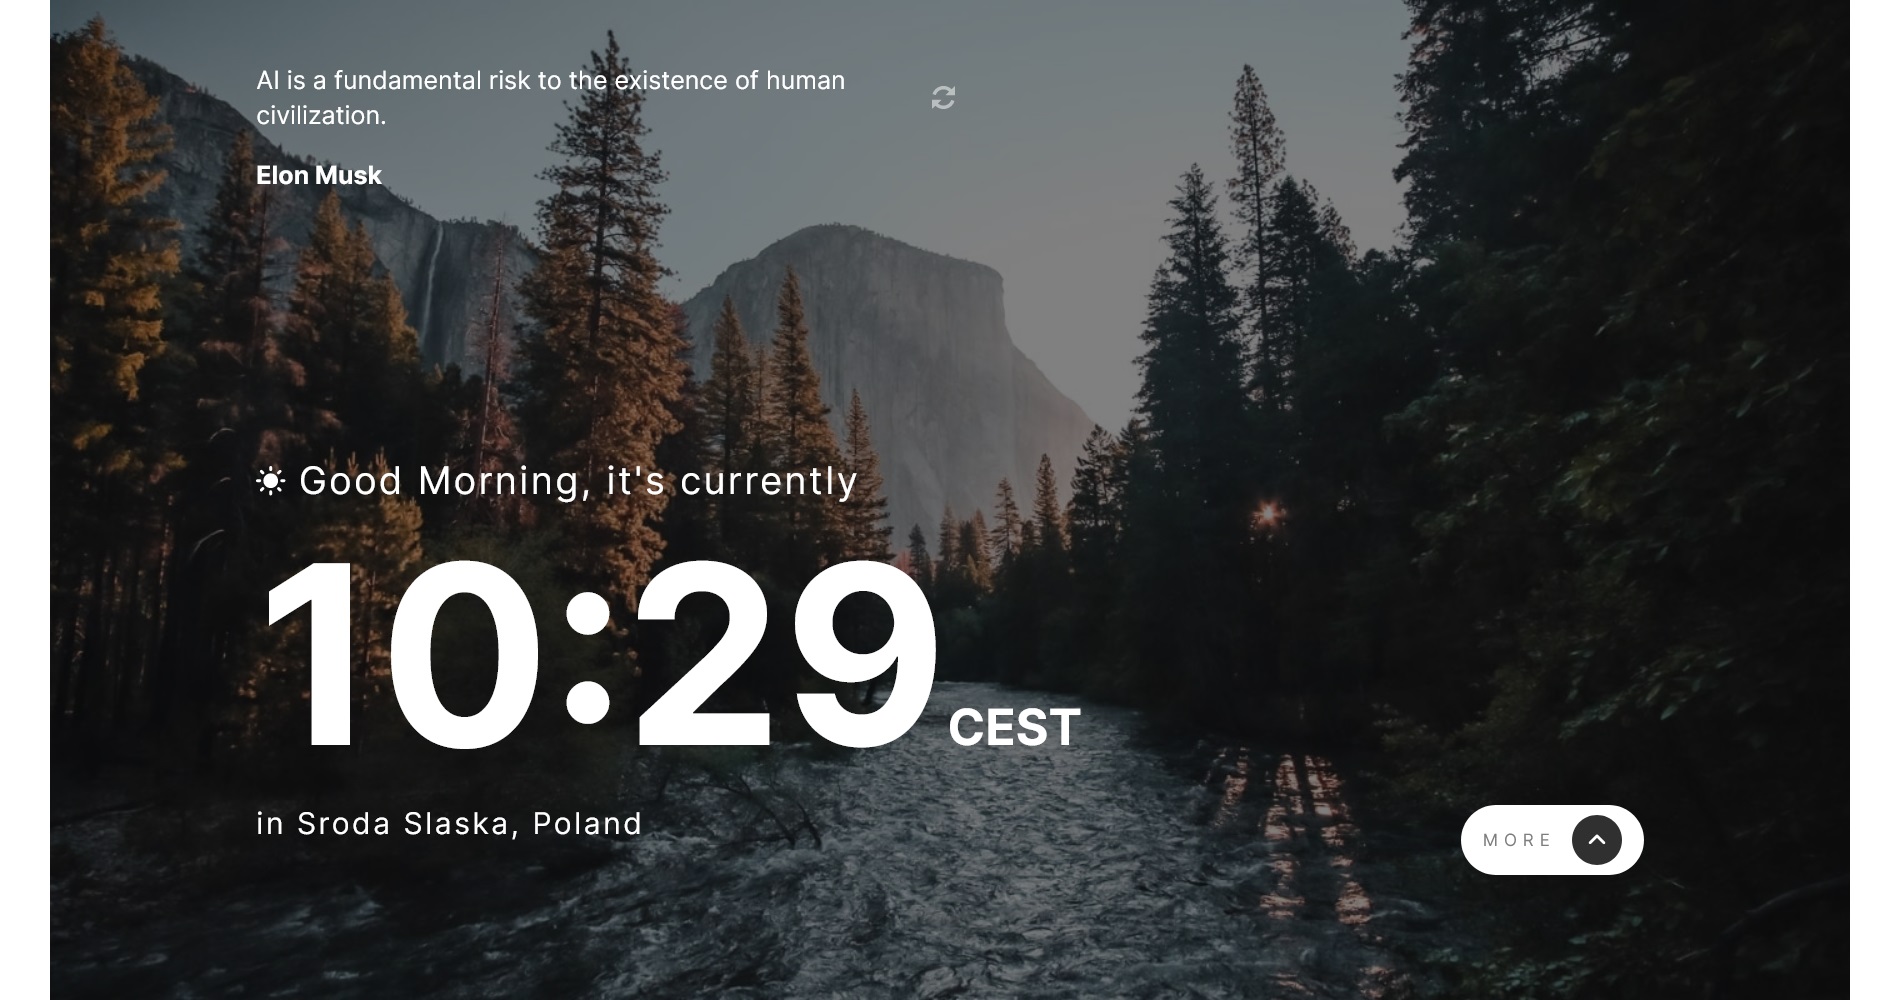 AI is a fundamental risk to the existence of human
civilization.
Elon Musk
Good Morning, it's currently
10:29 CEST
in Sroda Slaska, Poland
MORE